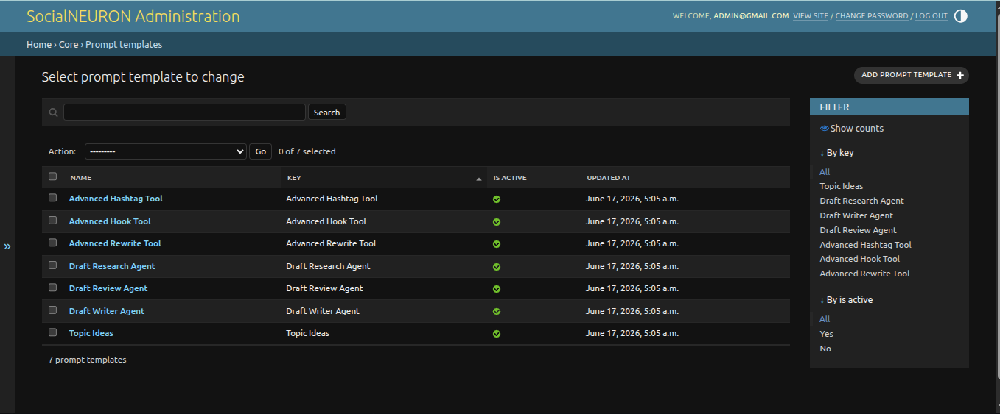 SocialNEURON Administration
WELCOME, ADMIN@GMAIL.COM. VIEW SITE / CHANGE PASSWORD / LOG OUT
Home › Core › Prompt templates
Select prompt template to change
ADD PROMPT TEMPLATE +
Search
Action: --------- Go 0 of 7 selected
NAME KEY IS ACTIVE UPDATED AT
Advanced Hashtag Tool Advanced Hashtag Tool June 17, 2026, 5:05 a.m.
Advanced Hook Tool Advanced Hook Tool June 17, 2026, 5:05 a.m.
Advanced Rewrite Tool Advanced Rewrite Tool June 17, 2026, 5:05 a.m.
Draft Research Agent Draft Research Agent June 17, 2026, 5:05 a.m.
Draft Review Agent Draft Review Agent June 17, 2026, 5:05 a.m.
Draft Writer Agent Draft Writer Agent June 17, 2026, 5:05 a.m.
Topic Ideas Topic Ideas June 17, 2026, 5:05 a.m.
7 prompt templates
»
FILTER
Show counts
↓ By key
All
Topic Ideas
Draft Research Agent
Draft Writer Agent
Draft Review Agent
Advanced Hashtag Tool
Advanced Hook Tool
Advanced Rewrite Tool
↓ By is active
All
Yes
No